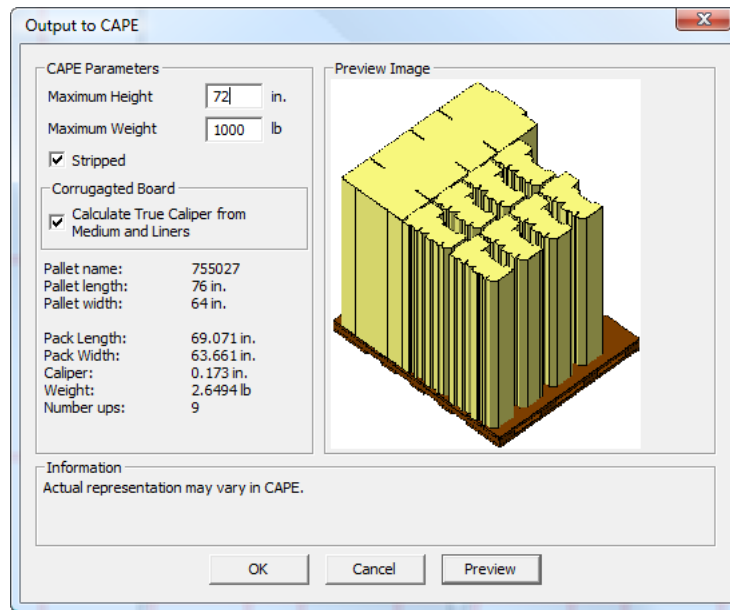 Output to CAPE
CAPE Parameters
Maximum Height 72 in.
Maximum Weight 1000 lb
Stripped
Corrugagted Board
Calculate True Caliper from
Medium and Liners
Pallet name: 755027
Pallet length: 76 in.
Pallet width: 64 in.
Pack Length: 69.071 in.
Pack Width: 63.661 in.
Caliper: 0.173 in.
Weight: 2.6494 lb
Number ups: 9
Preview Image
Information
Actual representation may vary in CAPE.
OK Cancel Preview